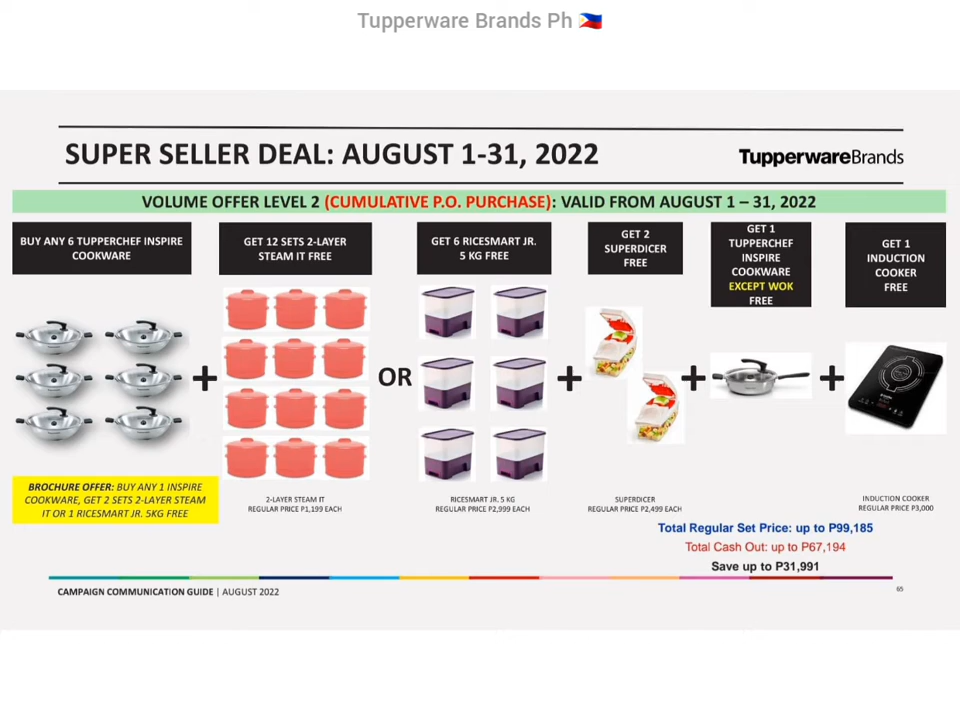 Tupperware Brands Ph 🇵🇭
SUPER SELLER DEAL: AUGUST 1-31, 2022
TupperwareBrands
VOLUME OFFER LEVEL 2 (CUMULATIVE P.O. PURCHASE): VALID FROM AUGUST 1 – 31, 2022
BUY ANY 6 TUPPERCHEF INSPIRE
COOKWARE
GET 12 SETS 2-LAYER
STEAM IT FREE
GET 6 RICESMART JR.
5 KG FREE
GET 2
SUPERDICER
FREE
GET 1
TUPPERCHEF
INSPIRE
COOKWARE
EXCEPT WOK
FREE
GET 1
INDUCTION
COOKER
FREE
+
OR
+
+
+
BROCHURE OFFER: BUY ANY 1 INSPIRE
COOKWARE, GET 2 SETS 2-LAYER STEAM
IT OR 1 RICESMART JR. 5KG FREE
2-LAYER STEAM IT
REGULAR PRICE P1,199 EACH
RICESMART JR. 5 KG
REGULAR PRICE P2,999 EACH
SUPERDICER
REGULAR PRICE P2,499 EACH
INDUCTION COOKER
REGULAR PRICE P3,000
Total Regular Set Price: up to P99,185
Total Cash Out: up to P67,194
Save up to P31,991
CAMPAIGN COMMUNICATION GUIDE | AUGUST 2022
65